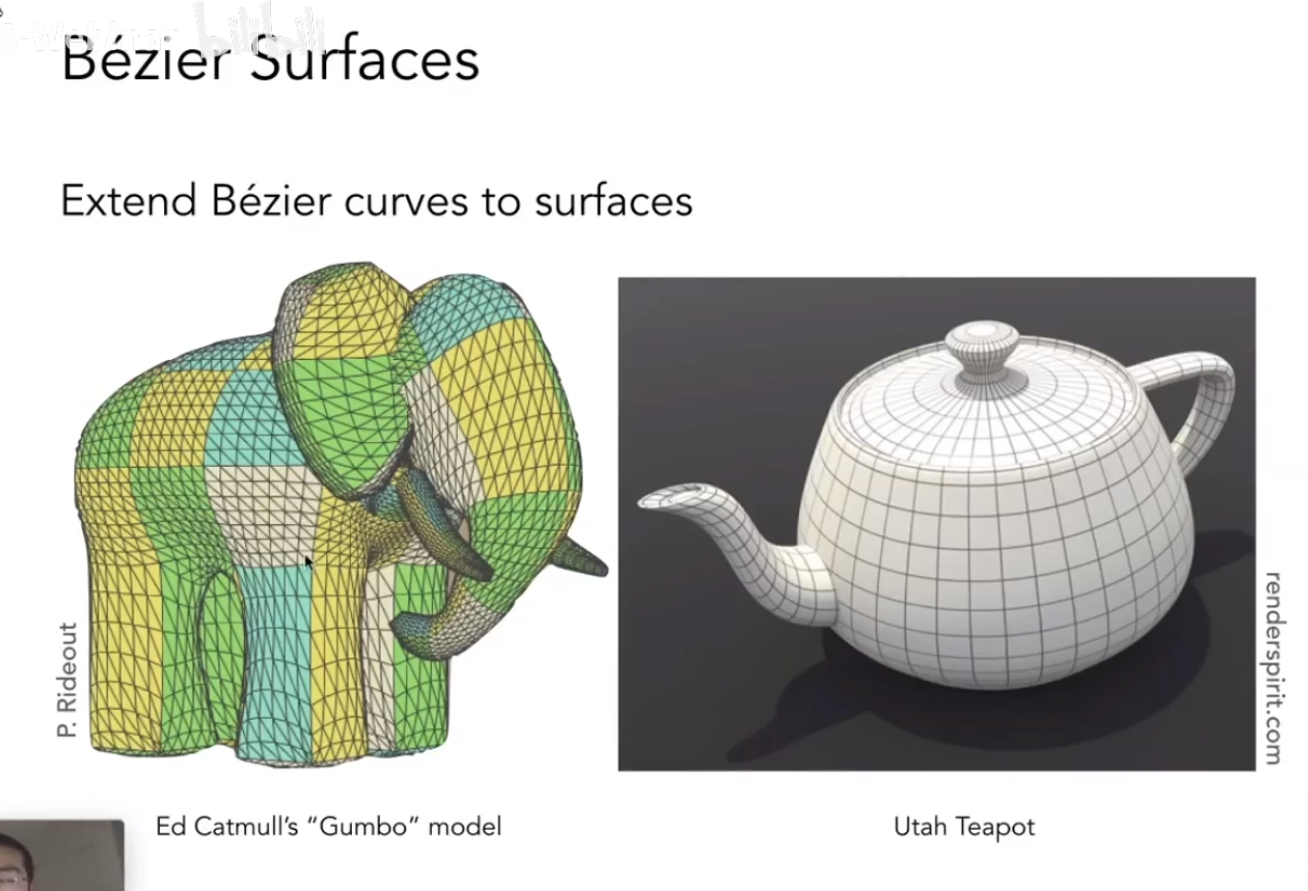 Bézier Surfaces
Extend Bézier curves to surfaces
P. Rideout
renderspirit.com
Ed Catmull’s “Gumbo” model
Utah Teapot